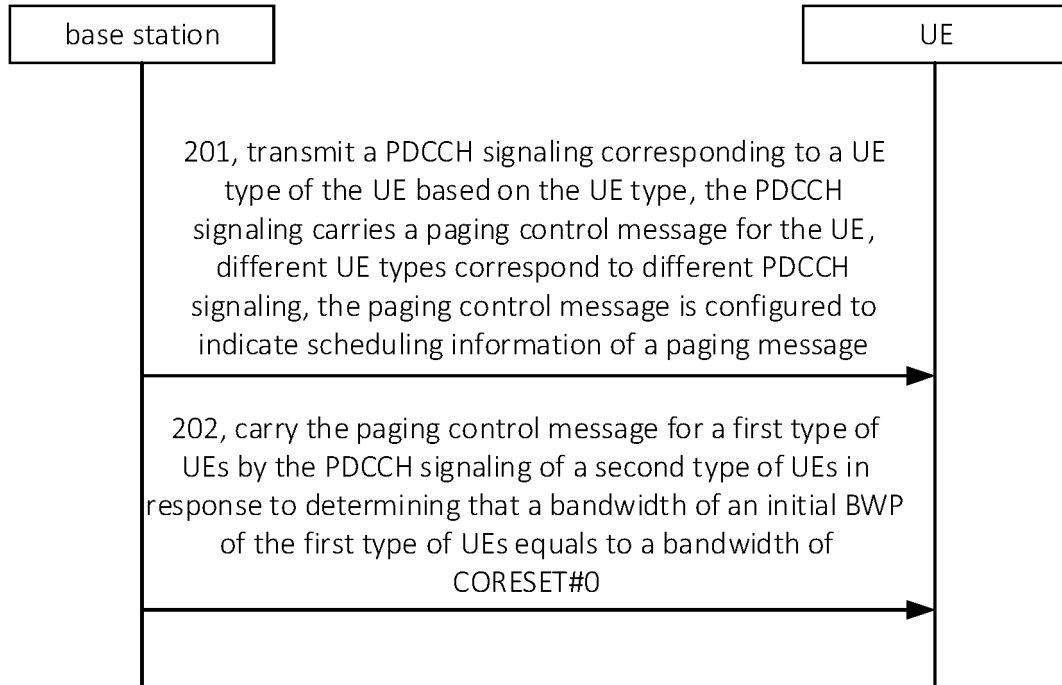 base station
UE
201, transmit a PDCCH signaling corresponding to a UE
type of the UE based on the UE type, the PDCCH
signaling carries a paging control message for the UE,
different UE types correspond to different PDCCH
signaling, the paging control message is configured to
indicate scheduling information of a paging message
202, carry the paging control message for a first type of
UEs by the PDCCH signaling of a second type of UEs in
response to determining that a bandwidth of an initial BWP
of the first type of UEs equals to a bandwidth of
CORESET#0